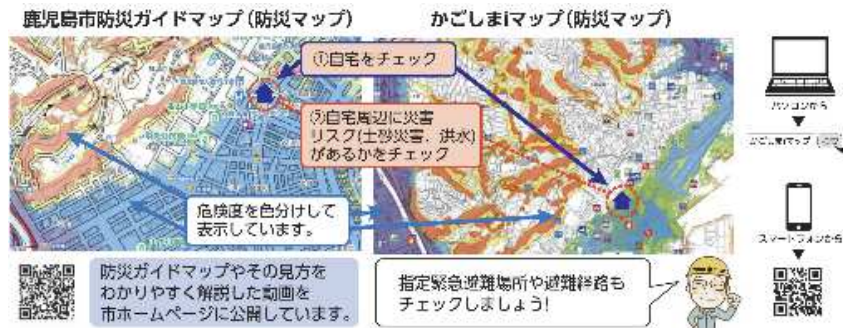 鹿児島市防災ガイドマップ(防災マップ)
かごしまiマップ(防災マップ)
①自宅をチェック
②自宅周辺に災害
リスク(土砂災害、洪水)
があるかをチェック
危険度を色分けして
表示しています。
パソコンから
かごしまiマップ
スマートフォンから
防災ガイドマップやその見方を
わかりやすく解説した動画を
市ホームページに公開しています。
指定緊急避難場所や避難経路も
チェックしましょう!